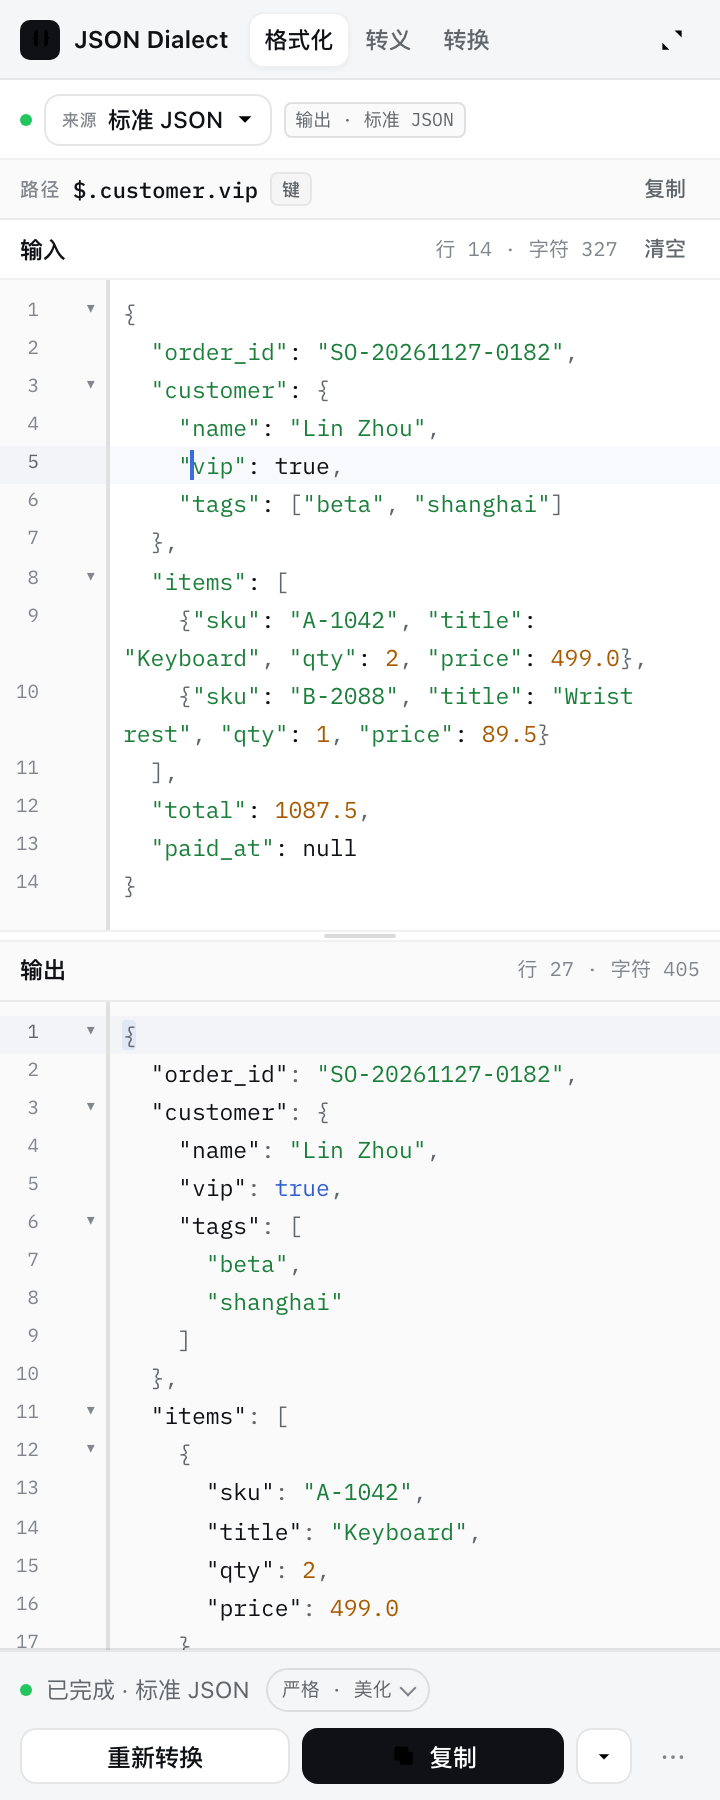 JSON Dialect 格式化 转义 转换
来源 标准 JSON 输出 · 标准 JSON
路径 $.customer.vip 键 复制
输入 行 14 · 字符 327 清空
1 {
2 "order_id": "SO-20261127-0182",
3 "customer": {
4 "name": "Lin Zhou",
5 "vip": true,
6 "tags": ["beta", "shanghai"]
7 },
8 "items": [
9 {"sku": "A-1042", "title":
"Keyboard", "qty": 2, "price": 499.0},
10 {"sku": "B-2088", "title": "Wrist
rest", "qty": 1, "price": 89.5}
11 ],
12 "total": 1087.5,
13 "paid_at": null
14 }
输出 行 27 · 字符 405
1 {
2 "order_id": "SO-20261127-0182",
3 "customer": {
4 "name": "Lin Zhou",
5 "vip": true,
6 "tags": [
7 "beta",
8 "shanghai"
9 ]
10 },
11 "items": [
12 {
13 "sku": "A-1042",
14 "title": "Keyboard",
15 "qty": 2,
16 "price": 499.0
17 }
已完成 · 标准 JSON 严格 · 美化
重新转换 复制 ···